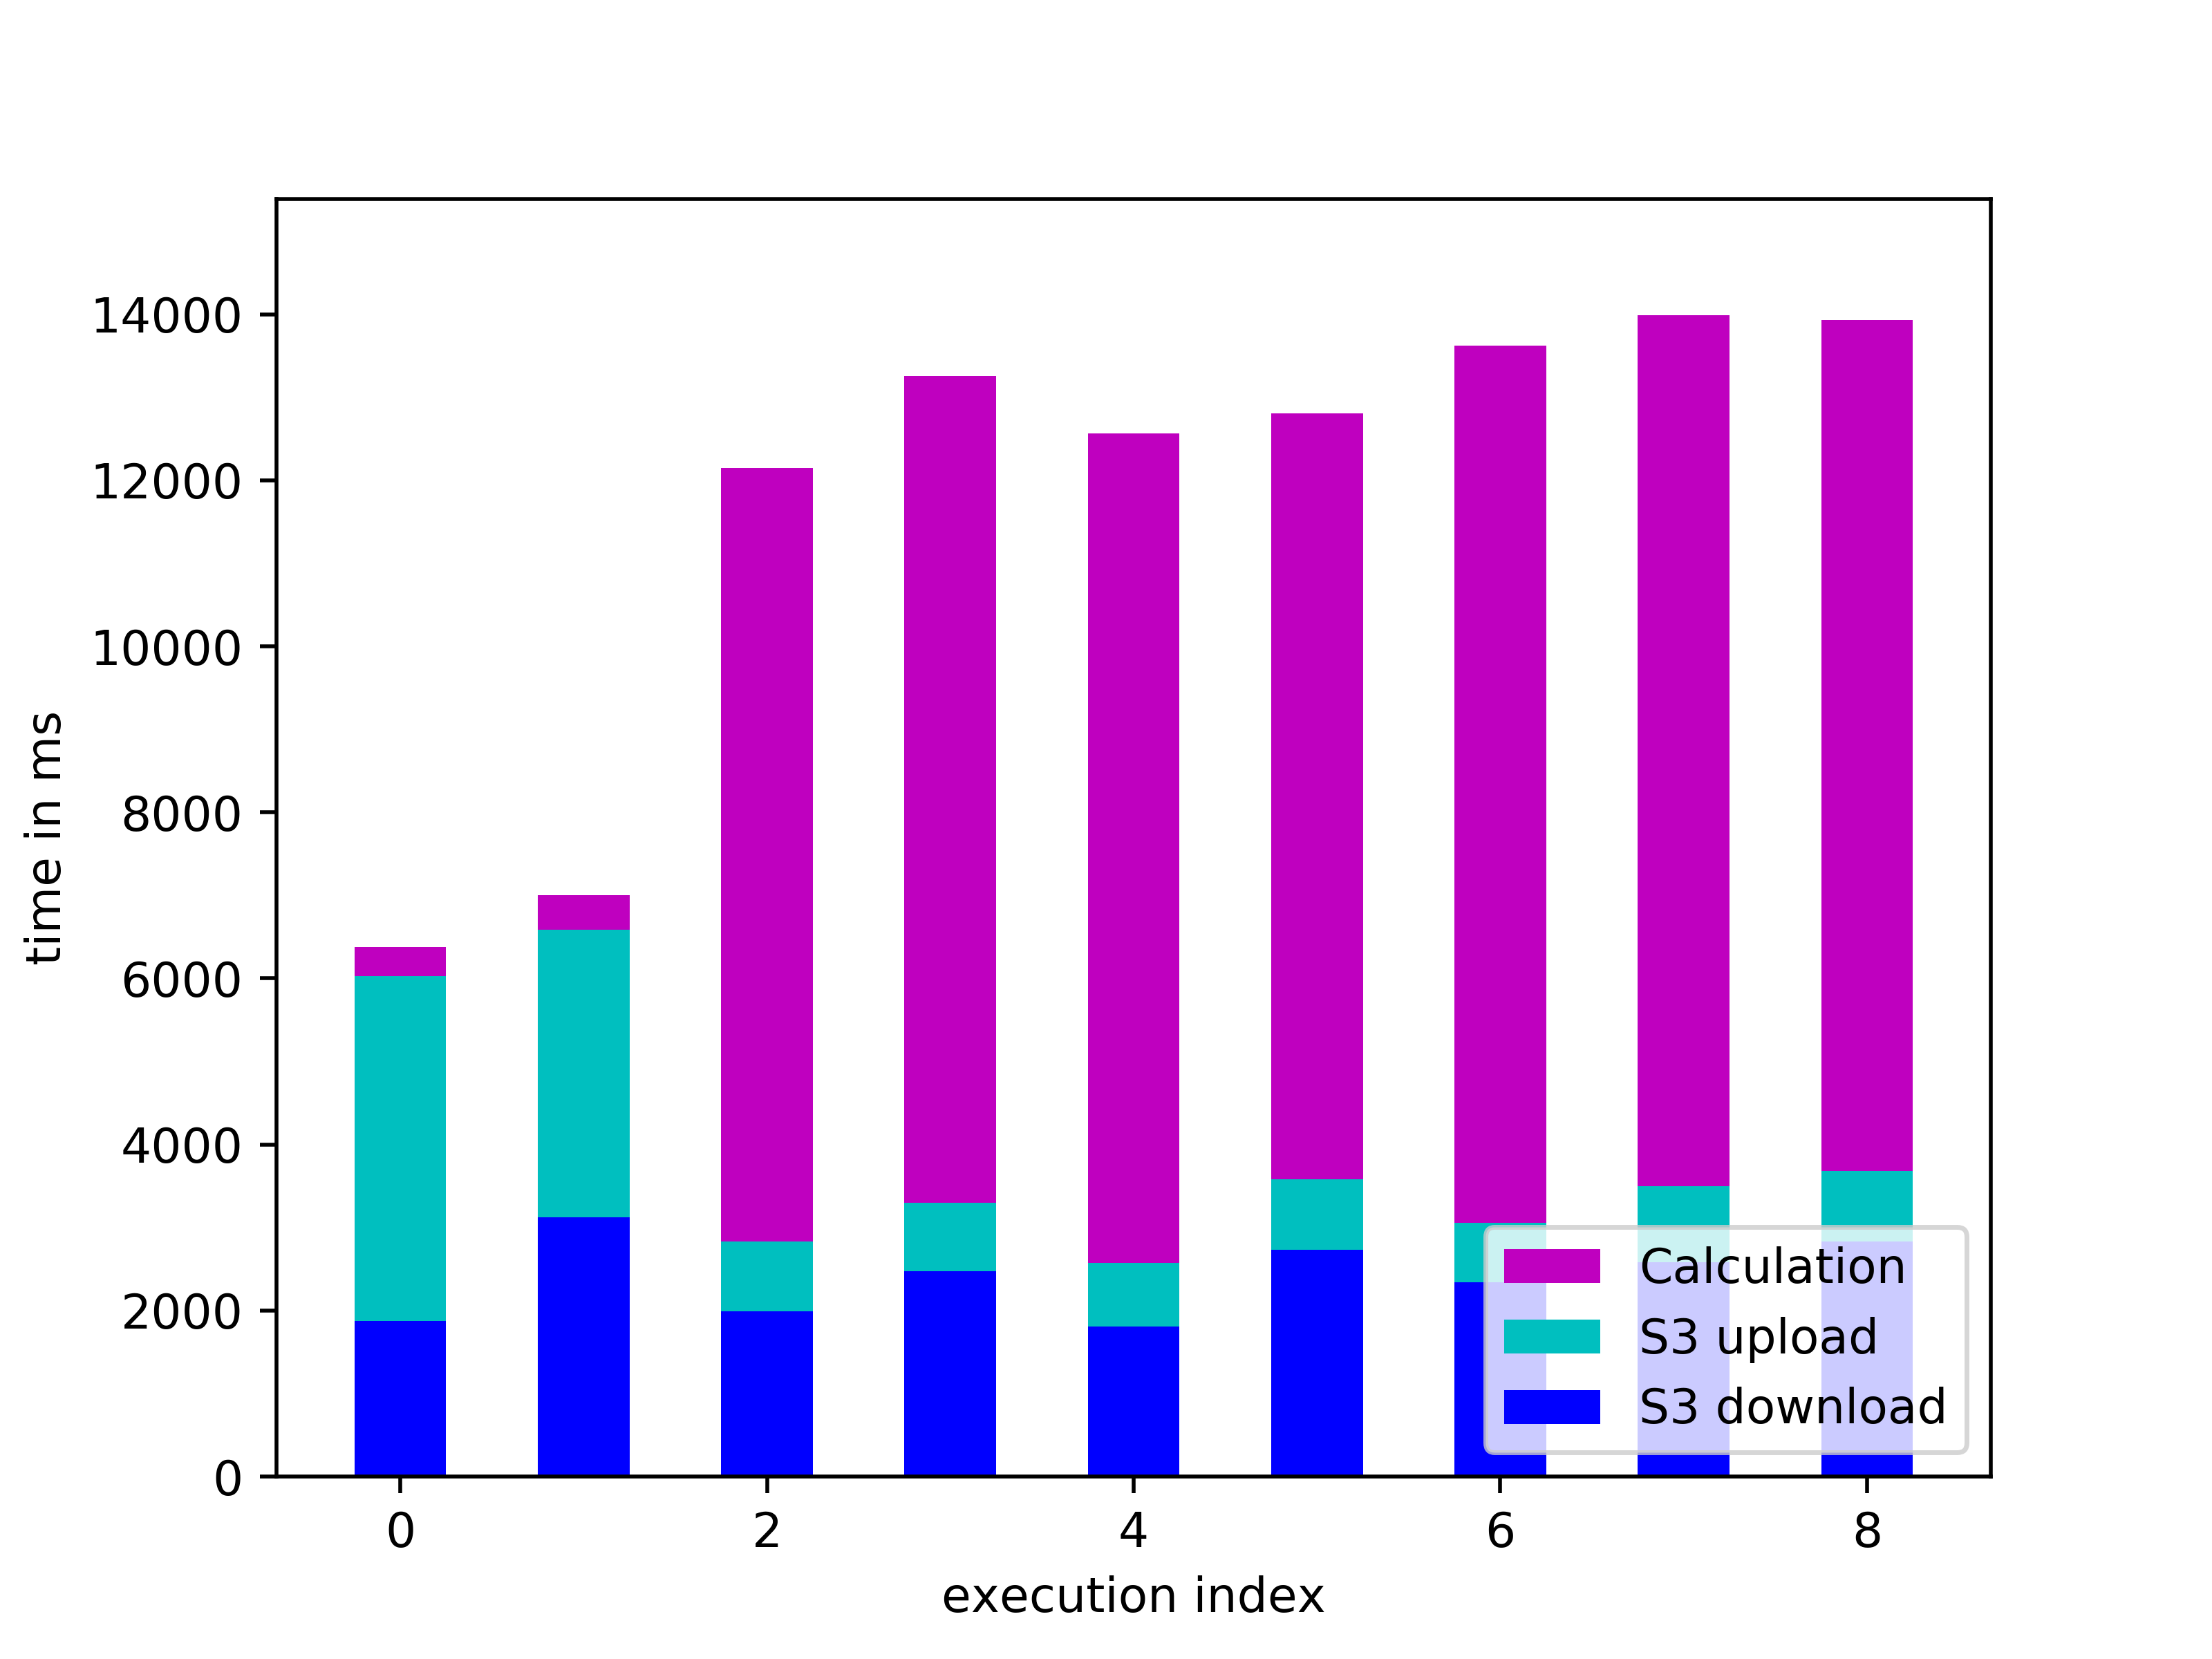 14000
12000
10000
8000
6000
4000
2000
0
time in ms
0 2 4 6 8
execution index
Calculation
S3 upload
S3 download